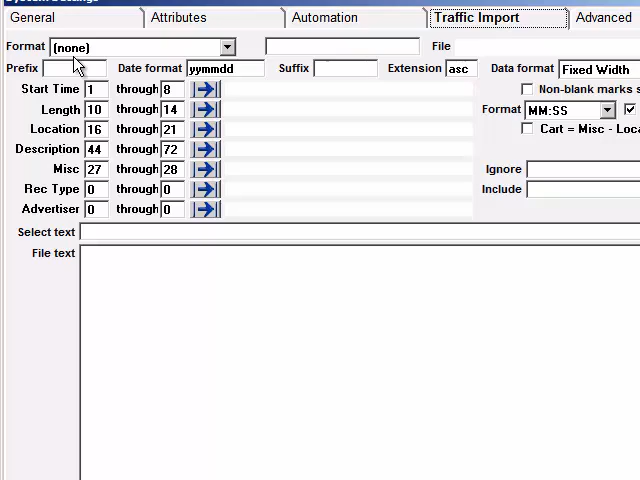 General Attributes Automation Traffic Import Advanced
Format (none) File
Prefix Date format yymmdd Suffix Extension asc Data format Fixed Width
Start Time 1 through 8 Non-blank marks s
Length 10 through 14 Format MM:SS
Location 16 through 21 Cart = Misc - Loca
Description 44 through 72
Misc 27 through 28 Ignore
Rec Type 0 through 0 Include
Advertiser 0 through 0
Select text
File text